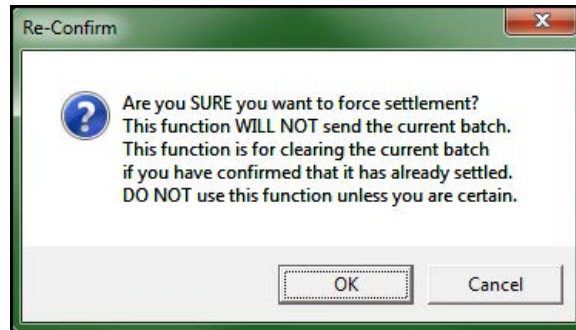 Re-Confirm
Are you SURE you want to force settlement?
This function WILL NOT send the current batch.
This function is for clearing the current batch
if you have confirmed that it has already settled.
DO NOT use this function unless you are certain.
OK
Cancel